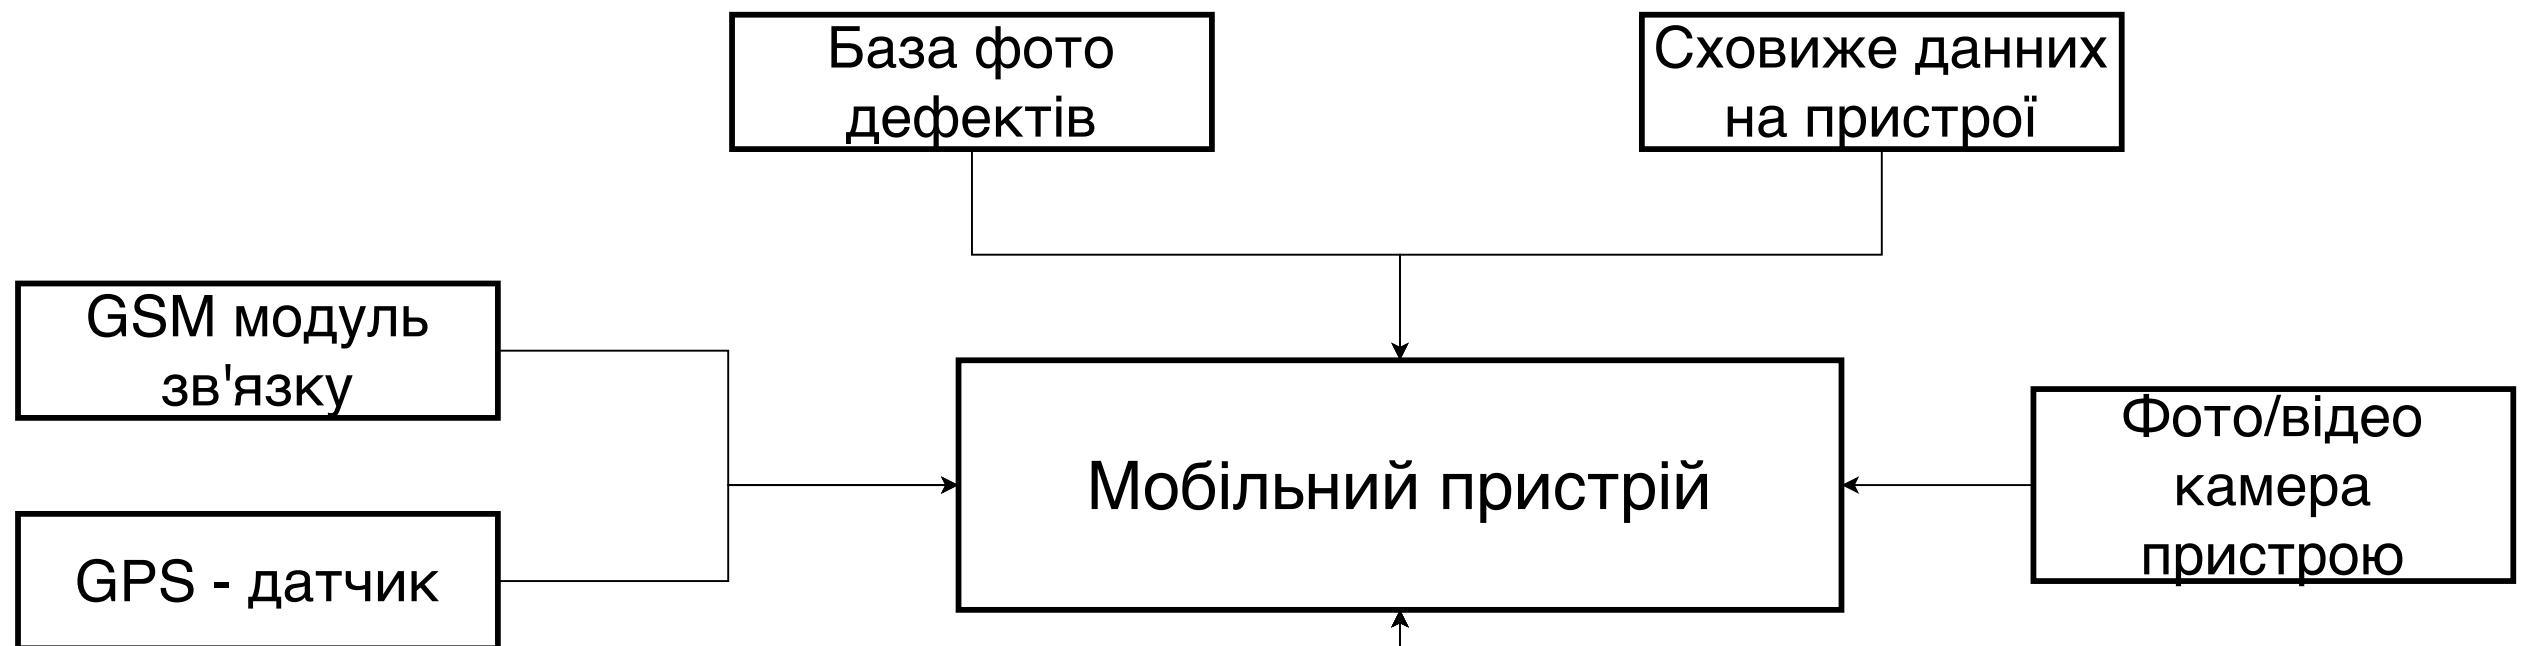 База фото
дефектів
Сховиже данних
на пристрої
GSM модуль
зв'язку
Фото/відео
камера
пристрою
Мобільний пристрій
GPS - датчик